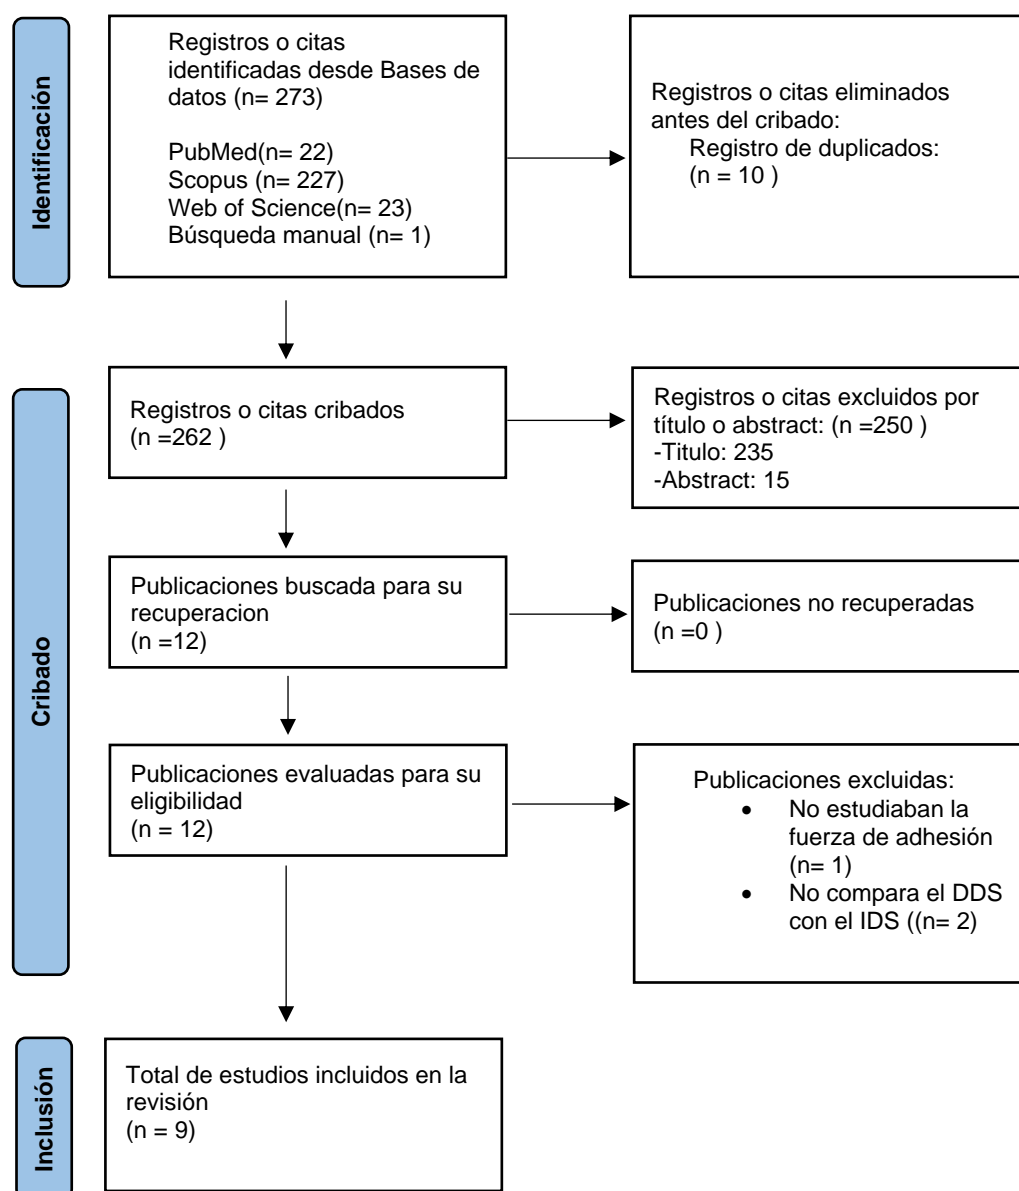 Identificación
Registros o citas
identificadas desde Bases de
datos (n= 273)
PubMed(n= 22)
Scopus (n= 227)
Web of Science(n= 23)
Búsqueda manual (n= 1)
Registros o citas eliminados
antes del cribado:
Registro de duplicados:
(n = 10 )
Cribado
Registros o citas cribados
(n =262 )
Registros o citas excluidos por
título o abstract: (n =250 )
-Titulo: 235
-Abstract: 15
Publicaciones buscada para su
recuperacion
(n =12)
Publicaciones no recuperadas
(n =0 )
Publicaciones evaluadas para su
eligibilidad
(n = 12)
Publicaciones excluidas:
• No estudiaban la
fuerza de adhesión
(n= 1)
• No compara el DDS
con el IDS ((n= 2)
Inclusión
Total de estudios incluidos en la
revisión
(n = 9)